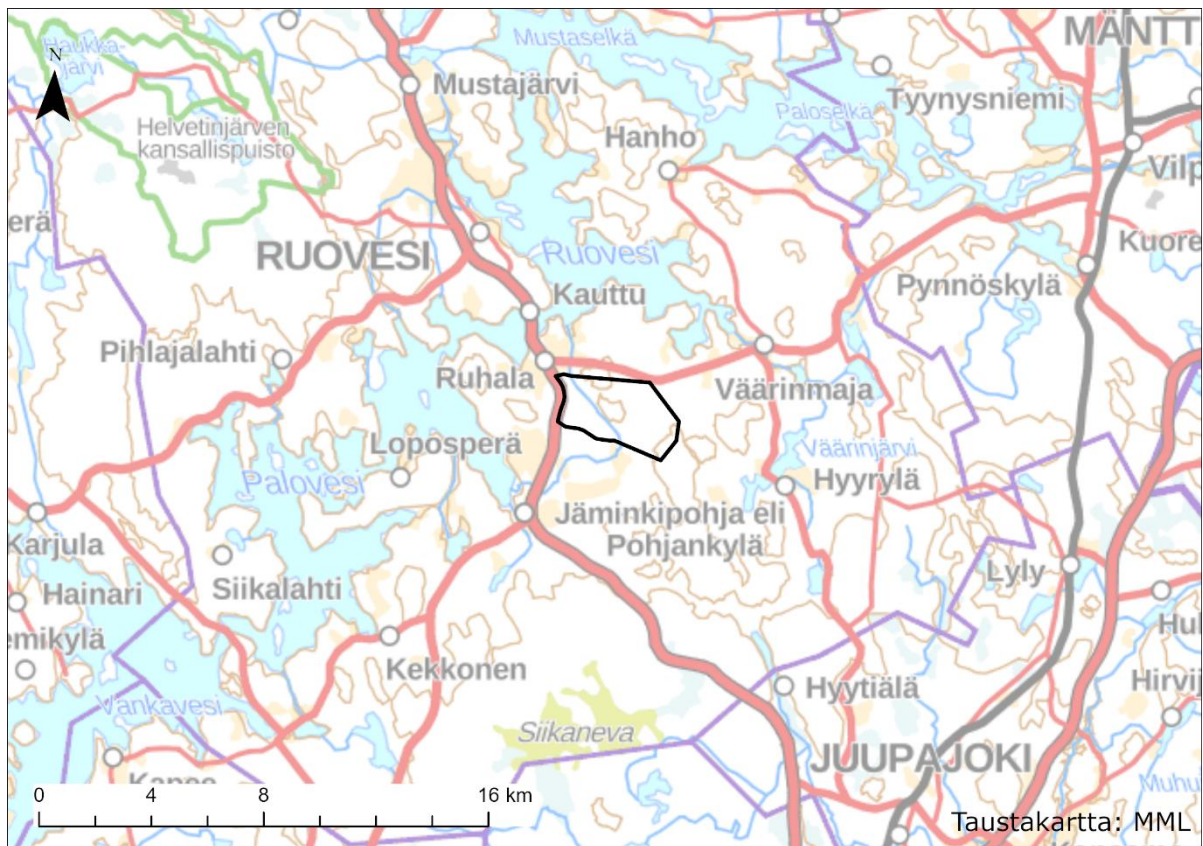 Haukka-
järvi
N
Mustaselkä
MÄNTT
Mustajärvi
Tyynysniemi
Paloselkä
Helvetinjärven
kansallispuisto
Hanho
Vilp
erä
RUOVESI
Ruovesi
Kuore
Kauttu
Pynnöskylä
Pihlajalahti
Ruhala
Väärinmaja
Loposperä
Väärinjärvi
Palovesi
Hyyrylä
Jäminkipohja eli
Pohjankylä
Karjula
Siikalahti
Lyly
Hainari
emikylä
Kekkonen
Hyytiälä
Hirvij
Vankavesi
Siikaneva
JUUPAJOKI
Muhu
0 4 8 16 km
Taustakartta: MML